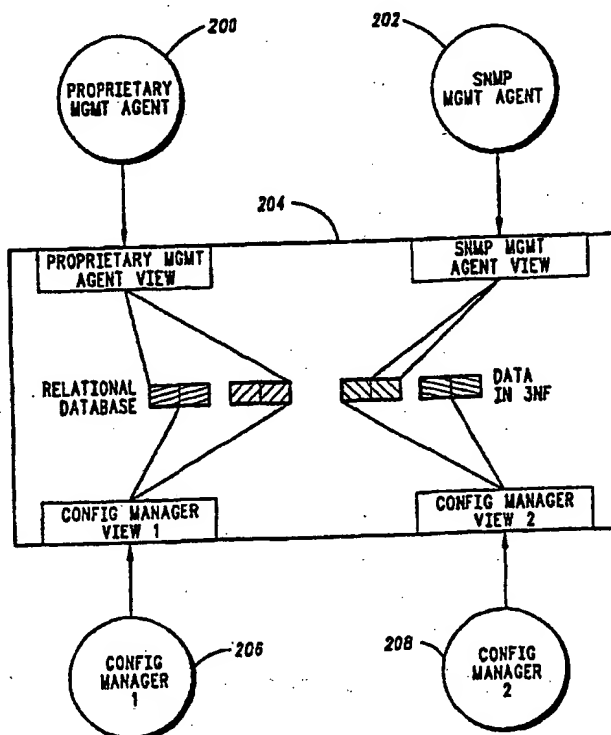 200
PROPRIETARY
MGMT AGENT
202
SNMP
MGMT AGENT
204
PROPRIETARY MGMT
AGENT VIEW
SNMP MGMT
AGENT VIEW
RELATIONAL
DATABASE
DATA
IN 3NF
CONFIG MANAGER
VIEW 1
CONFIG MANAGER
VIEW 2
CONFIG
MANAGER
1
206
208
CONFIG
MANAGER
2